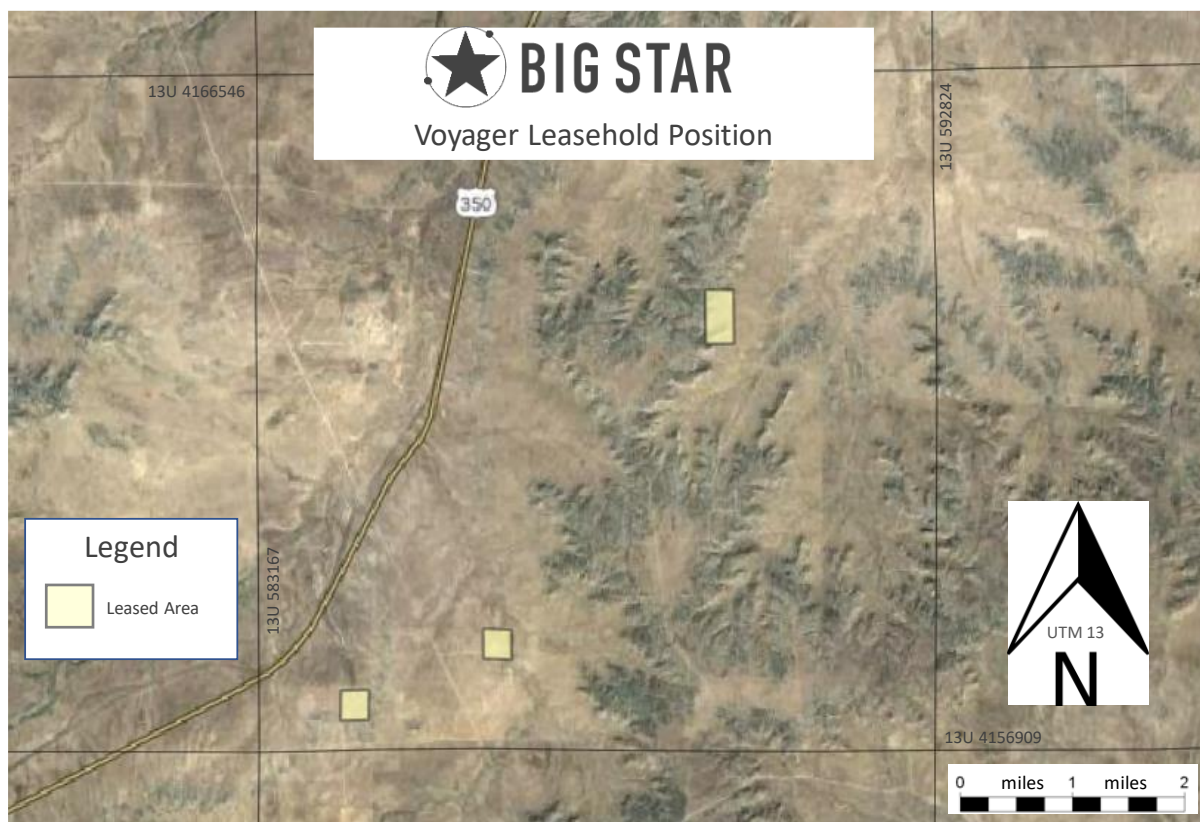 BIG STAR
Voyager Leasehold Position
13U 4166546
13U 592824
350
Legend
Leased Area
13U 583167
UTM 13
N
13U 4156909
0 miles 1 miles 2